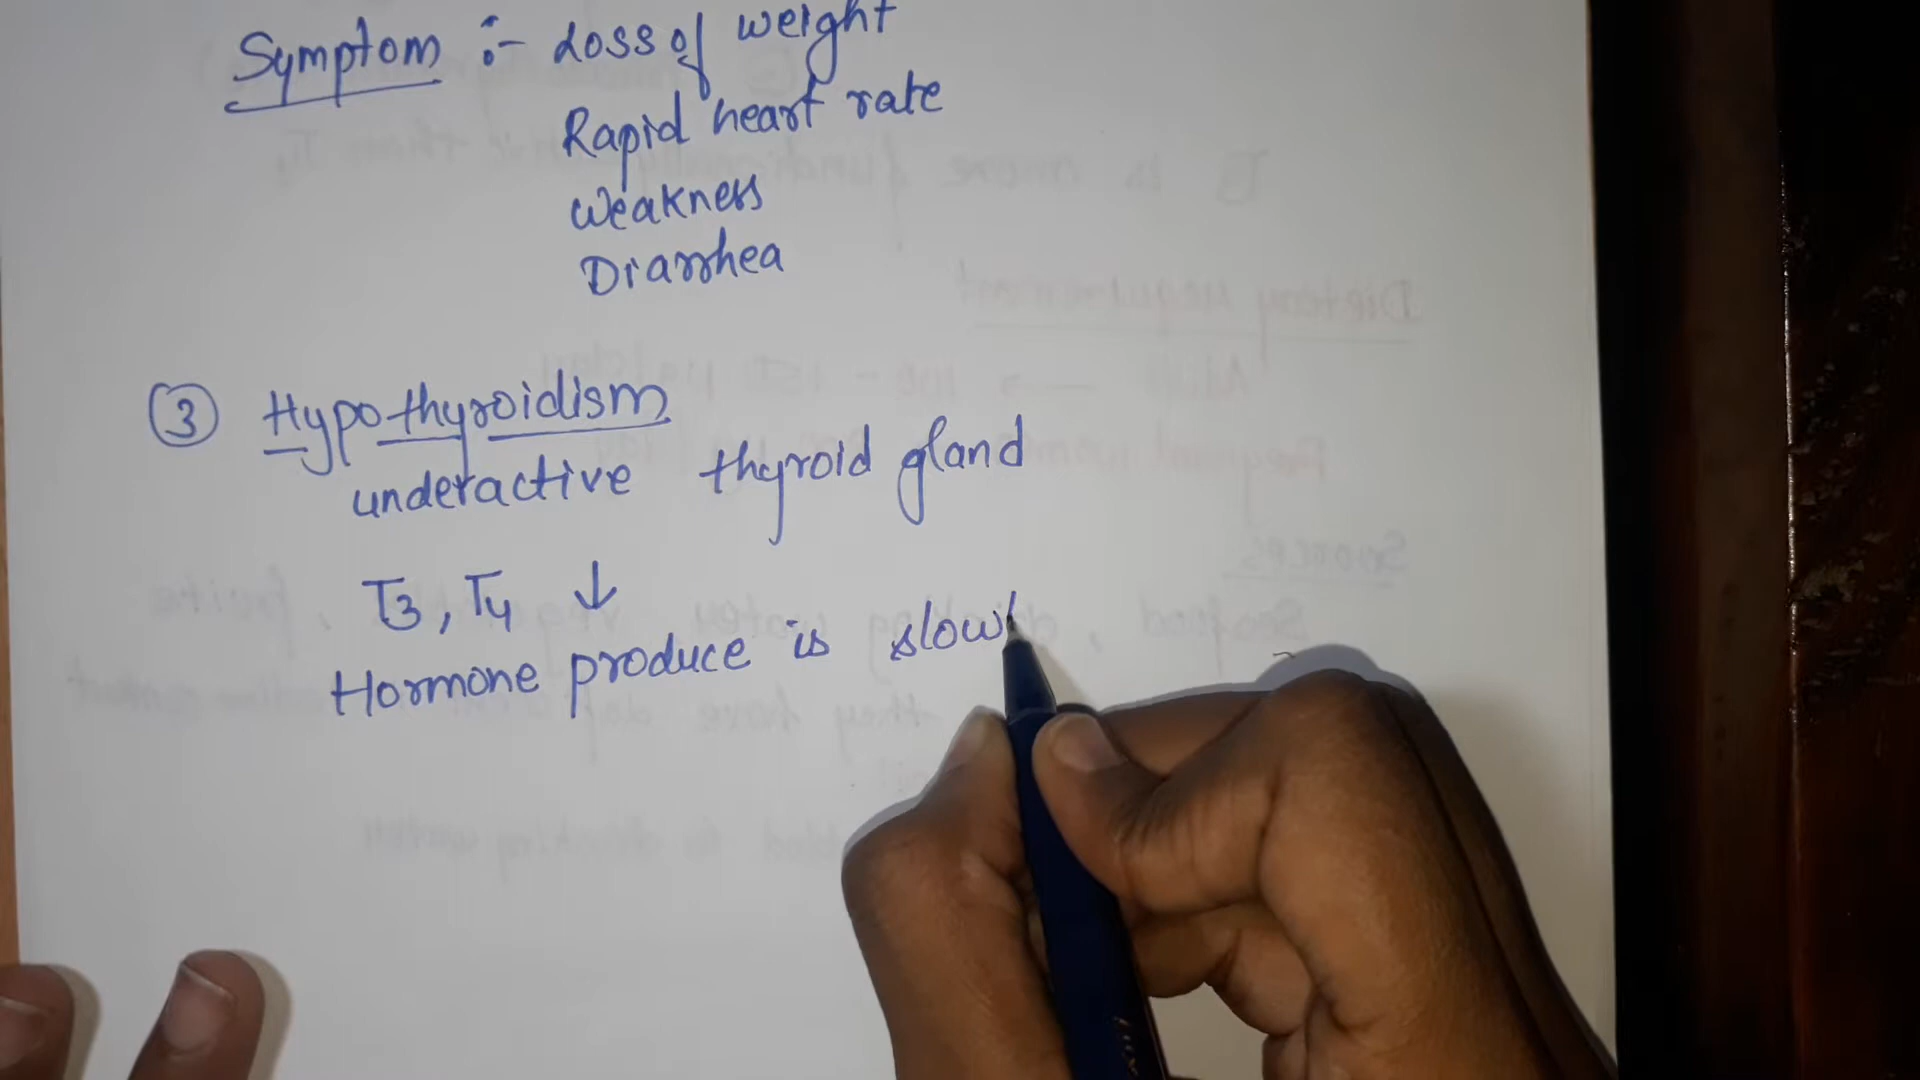 Symptom :- Loss of weight
Rapid heart rate
Weakness
Diarrhea
③ Hypothyroidism
underactive thyroid gland
T3, T4 ↓
Hormone produce is slow